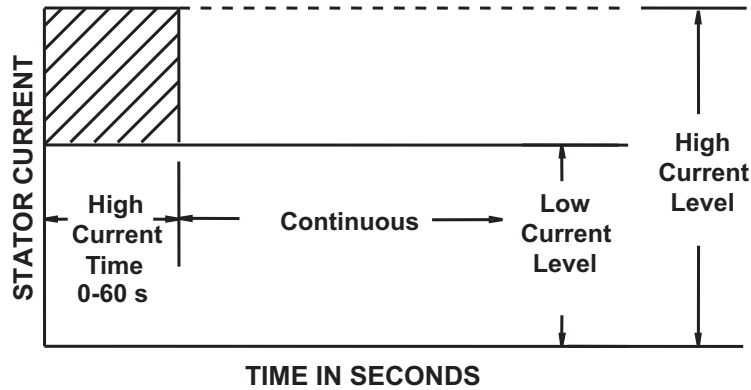 STATOR CURRENT
High
Current
Time
0-60 s
Continuous
Low
Current
Level
High
Current
Level
TIME IN SECONDS